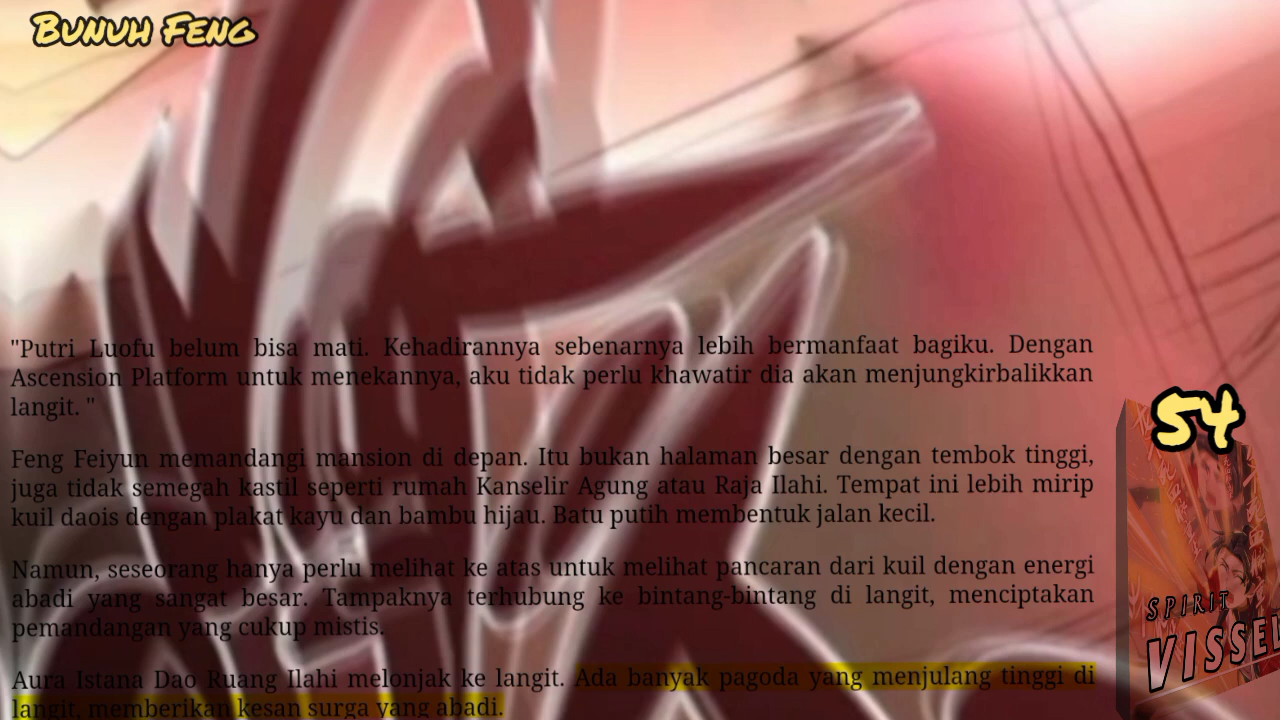 Bunuh Feng
"Putri Luofu belum bisa mati. Kehadirannya sebenarnya lebih bermanfaat bagiku. Dengan
Ascension Platform untuk menekannya, aku tidak perlu khawatir dia akan menjungkirbalikkan
langit. "
Feng Feiyun memandangi mansion di depan. Itu bukan halaman besar dengan tembok tinggi,
juga tidak semegah kastil seperti rumah Kanselir Agung atau Raja Ilahi. Tempat ini lebih mirip
kuil daois dengan plakat kayu dan bambu hijau. Batu putih membentuk jalan kecil.
Namun, seseorang hanya perlu melihat ke atas untuk melihat pancaran dari kuil dengan energi
abadi yang sangat besar. Tampaknya terhubung ke bintang-bintang di langit, menciptakan
pemandangan yang cukup mistis.
Aura Istana Dao Ruang Ilahi melonjak ke langit. Ada banyak pagoda yang menjulang tinggi di
langit, memberikan kesan surga yang abadi.
54
SPIRIT
VISSEL